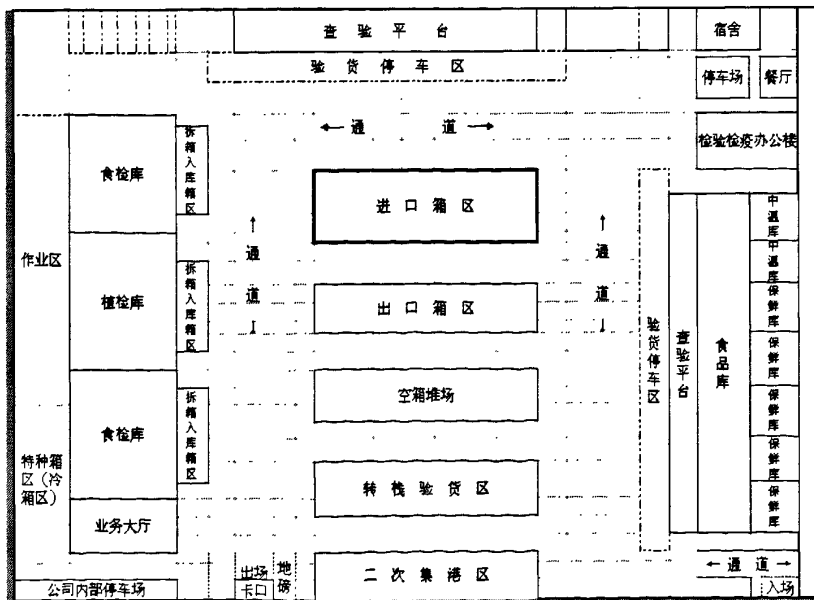 查验平台
宿舍
验货停车区
停车场
餐厅
← 通 道 →
检验检疫办公楼
食检库
拆箱入库箱区
进口箱区
中温库
中温库
保鲜库
保鲜库
保鲜库
保鲜库
保鲜库
作业区
← 通 道 →
← 通 道 →
植检库
拆箱入库箱区
出口箱区
验货停车区
查验平台
食品库
空箱堆场
食检库
拆箱入库箱区
特种箱
区（冷
箱区）
转栈验货区
业务大厅
二次集港区
出场
卡口
地磅
← 通 道 →
入场
公司内部停车场